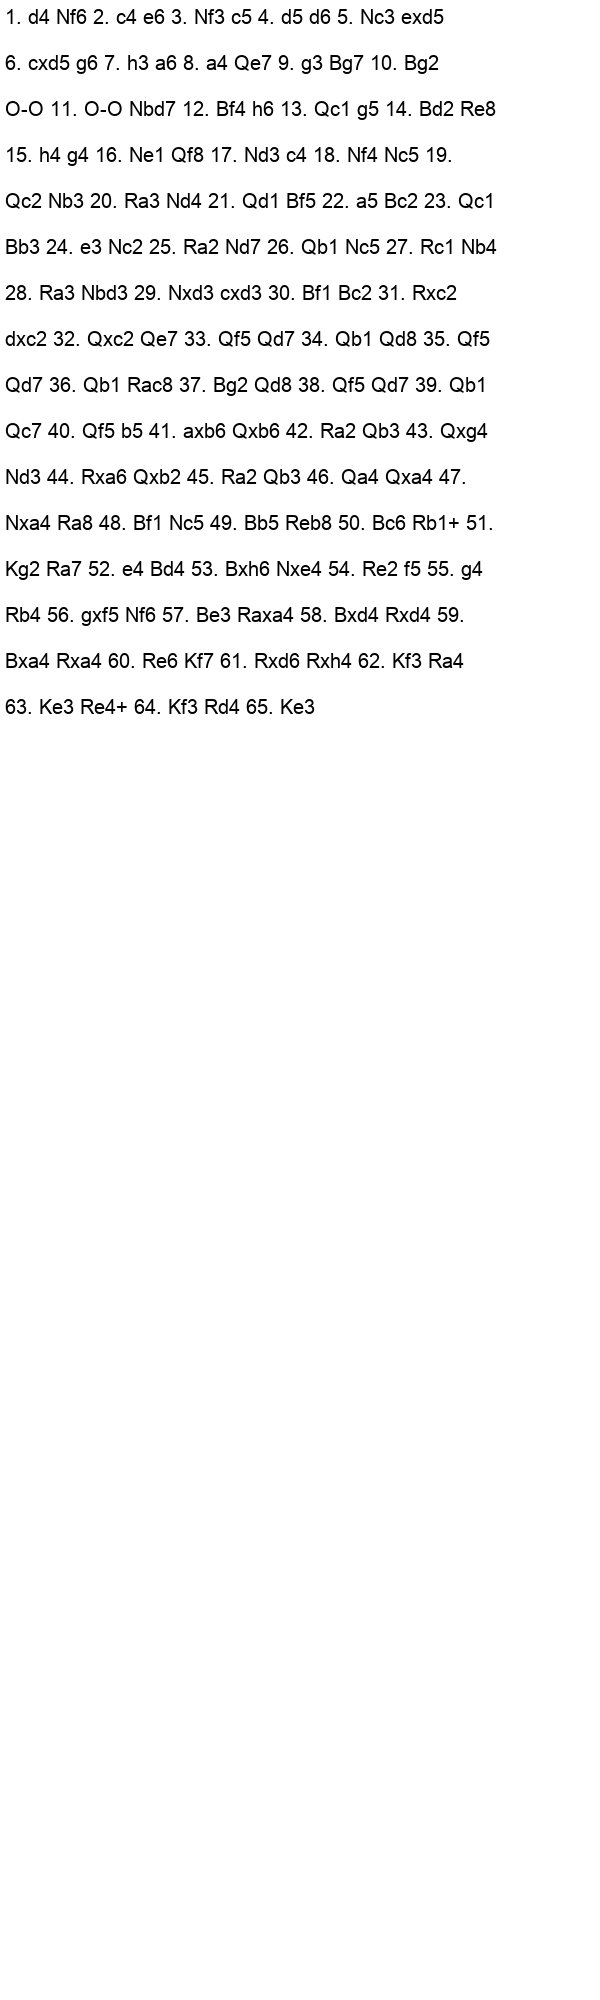 1. d4 Nf6 2. c4 e6 3. Nf3 c5 4. d5 d6 5. Nc3 exd5
6. cxd5 g6 7. h3 a6 8. a4 Qe7 9. g3 Bg7 10. Bg2
O-O 11. O-O Nbd7 12. Bf4 h6 13. Qc1 g5 14. Bd2 Re8
15. h4 g4 16. Ne1 Qf8 17. Nd3 c4 18. Nf4 Nc5 19.
Qc2 Nb3 20. Ra3 Nd4 21. Qd1 Bf5 22. a5 Bc2 23. Qc1
Bb3 24. e3 Nc2 25. Ra2 Nd7 26. Qb1 Nc5 27. Rc1 Nb4
28. Ra3 Nbd3 29. Nxd3 cxd3 30. Bf1 Bc2 31. Rxc2
dxc2 32. Qxc2 Qe7 33. Qf5 Qd7 34. Qb1 Qd8 35. Qf5
Qd7 36. Qb1 Rac8 37. Bg2 Qd8 38. Qf5 Qd7 39. Qb1
Qc7 40. Qf5 b5 41. axb6 Qxb6 42. Ra2 Qb3 43. Qxg4
Nd3 44. Rxa6 Qxb2 45. Ra2 Qb3 46. Qa4 Qxa4 47.
Nxa4 Ra8 48. Bf1 Nc5 49. Bb5 Reb8 50. Bc6 Rb1+ 51.
Kg2 Ra7 52. e4 Bd4 53. Bxh6 Nxe4 54. Re2 f5 55. g4
Rb4 56. gxf5 Nf6 57. Be3 Raxa4 58. Bxd4 Rxd4 59.
Bxa4 Rxa4 60. Re6 Kf7 61. Rxd6 Rxh4 62. Kf3 Ra4
63. Ke3 Re4+ 64. Kf3 Rd4 65. Ke3